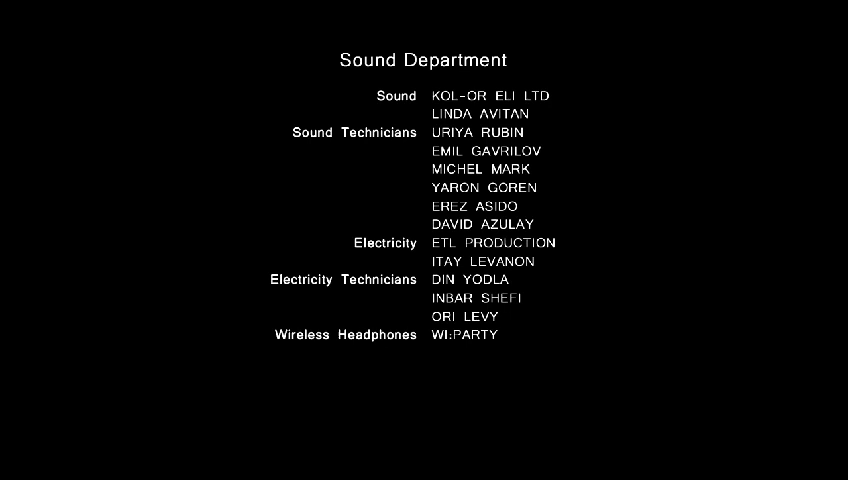 Sound Department
Sound KOL-OR ELI LTD
LINDA AVITAN
Sound Technicians URIYA RUBIN
EMIL GAVRILOV
MICHEL MARK
YARON GOREN
EREZ ASIDO
DAVID AZULAY
Electricity ETL PRODUCTION
ITAY LEVANON
Electricity Technicians DIN YODLA
INBAR SHEFI
ORI LEVY
Wireless Headphones WI:PARTY